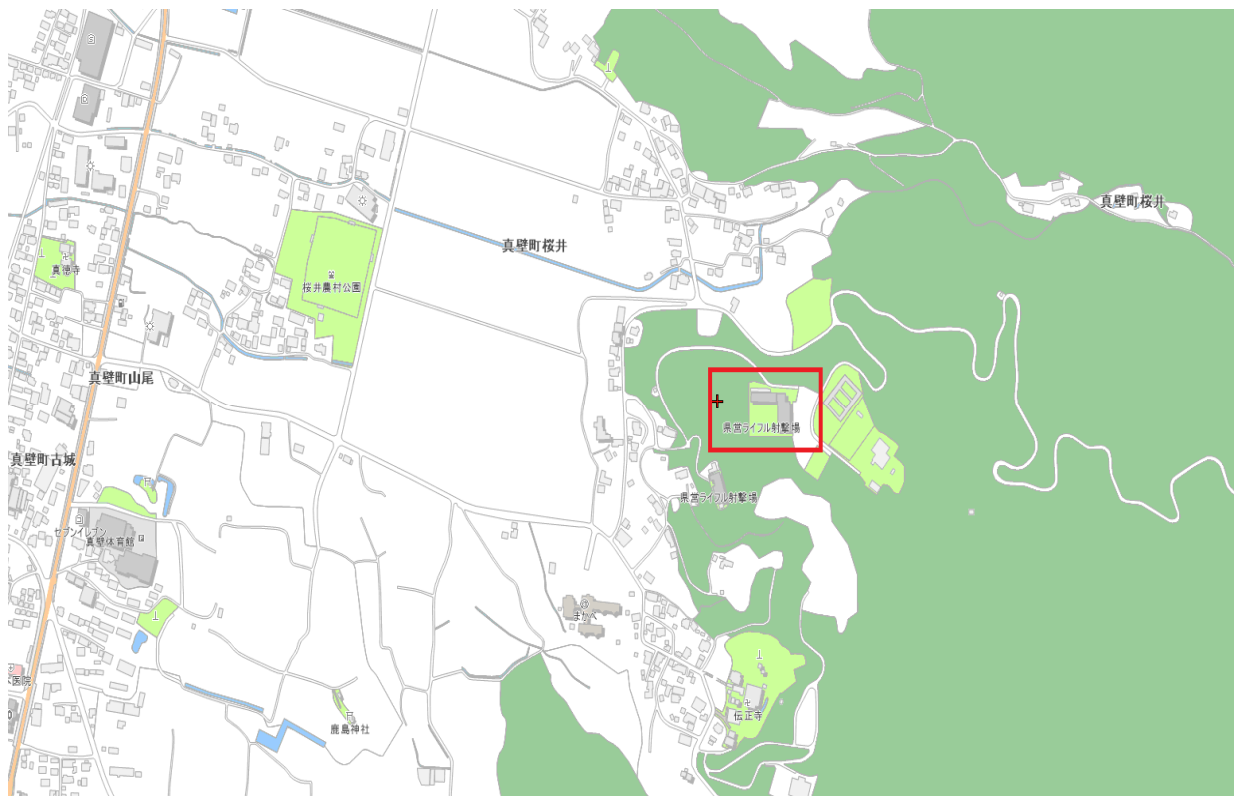 真壁町桜井
真壁町桜井
真徳寺
桜井農村公園
真壁町山尾
県営ライフル射撃場
真壁町古城
県営ライフル射撃場
セブンイレブン
真壁体育館
まかべ
医院
伝正寺
鹿島神社